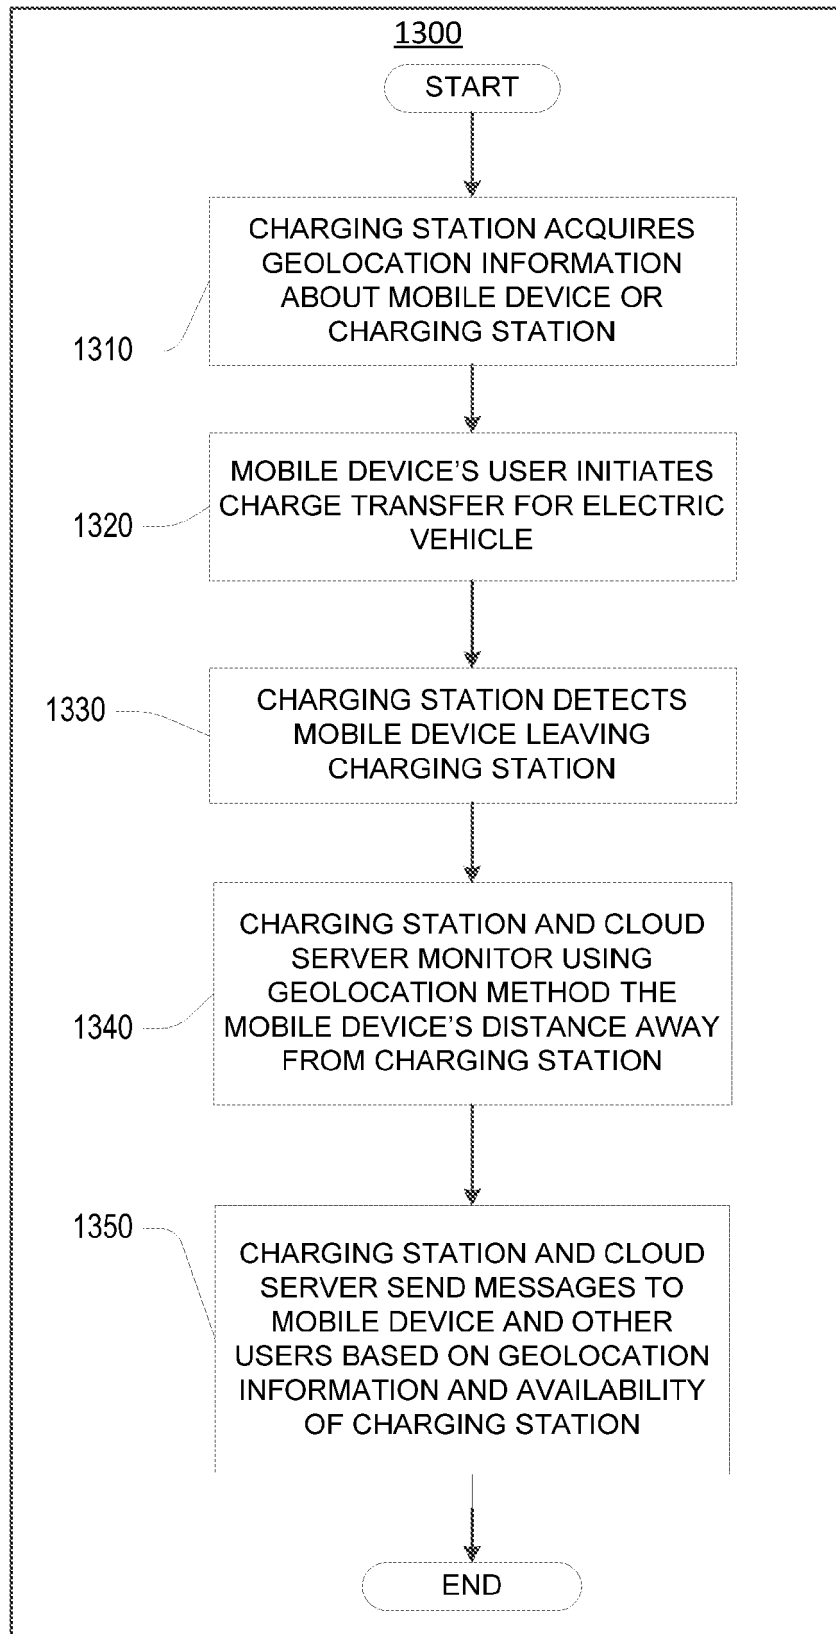 1300
START
CHARGING STATION ACQUIRES
GEOLOCATION INFORMATION
ABOUT MOBILE DEVICE OR
CHARGING STATION
1310
MOBILE DEVICE’S USER INITIATES
CHARGE TRANSFER FOR ELECTRIC
VEHICLE
1320
CHARGING STATION DETECTS
MOBILE DEVICE LEAVING
CHARGING STATION
1330
CHARGING STATION AND CLOUD
SERVER MONITOR USING
GEOLOCATION METHOD THE
MOBILE DEVICE’S DISTANCE AWAY
FROM CHARGING STATION
1340
CHARGING STATION AND CLOUD
SERVER SEND MESSAGES TO
MOBILE DEVICE AND OTHER
USERS BASED ON GEOLOCATION
INFORMATION AND AVAILABILITY
OF CHARGING STATION
1350
END